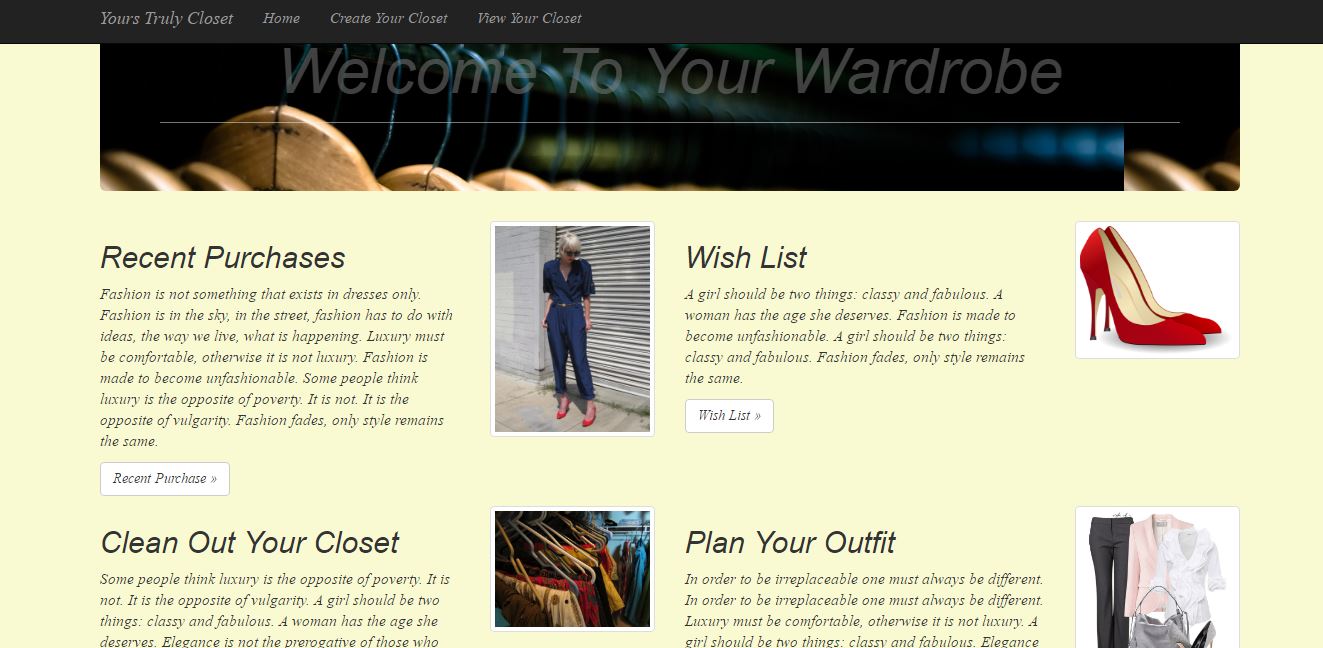 Yours Truly Closet Home Create Your Closet View Your Closet
Welcome To Your Wardrobe
Recent Purchases
Fashion is not something that exists in dresses only.
Fashion is in the sky, in the street, fashion has to do with
ideas, the way we live, what is happening. Luxury must
be comfortable, otherwise it is not luxury. Fashion is
made to become unfashionable. Some people think
luxury is the opposite of poverty. It is not. It is the
opposite of vulgarity. Fashion fades, only style remains
the same.
Recent Purchase »
Wish List
A girl should be two things: classy and fabulous. A
woman has the age she deserves. Fashion is made to
become unfashionable. A girl should be two things:
classy and fabulous. Fashion fades, only style remains
the same.
Wish List »
Clean Out Your Closet
Some people think luxury is the opposite of poverty. It is
not. It is the opposite of vulgarity. A girl should be two
things: classy and fabulous. A woman has the age she
deserves. Elegance is not the prerogative of those who
Plan Your Outfit
In order to be irreplaceable one must always be different.
In order to be irreplaceable one must always be different.
Luxury must be comfortable, otherwise it is not luxury. A
girl should be two things: classy and fabulous. Elegance